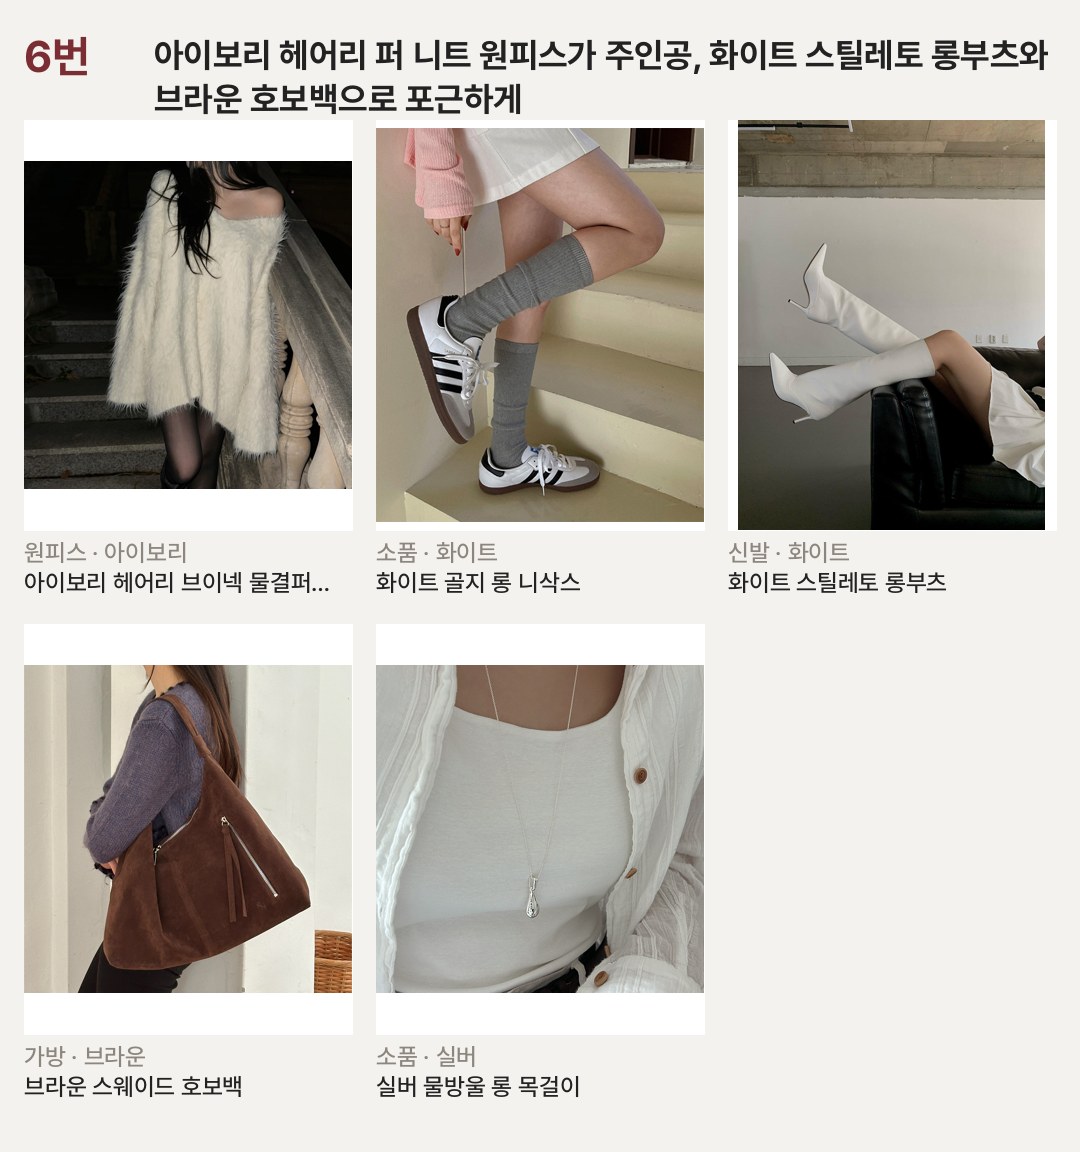 6번
아이보리 헤어리 퍼 니트 원피스가 주인공, 화이트 스틸레토 롱부츠와
브라운 호보백으로 포근하게
원피스 · 아이보리
아이보리 헤어리 브이넥 물결퍼...
소품 · 화이트
화이트 골지 롱 니삭스
신발 · 화이트
화이트 스틸레토 롱부츠
가방 · 브라운
브라운 스웨이드 호보백
소품 · 실버
실버 물방울 롱 목걸이